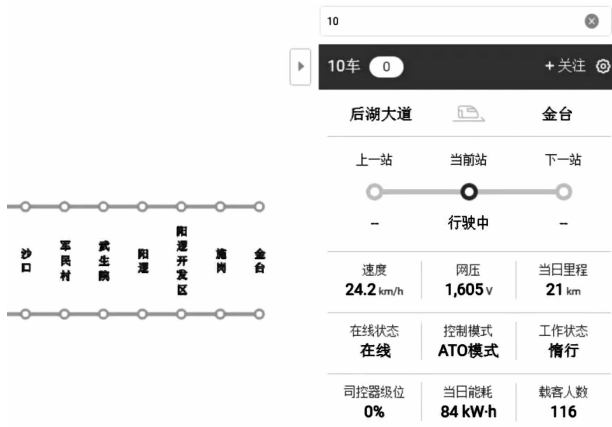 10
10车 0 +关注
后湖大道 金台
上一站 当前站 下一站
-- 行驶中 --
速度 网压 当日里程
24.2 km/h 1,605 V 21 km
在线状态 控制模式 工作状态
在线 ATO模式 惰行
司控器级位 当日能耗 载客人数
0% 84 kW·h 116
沙口
军民村
武生院
阳逻
阳逻开发区
施岗
金台